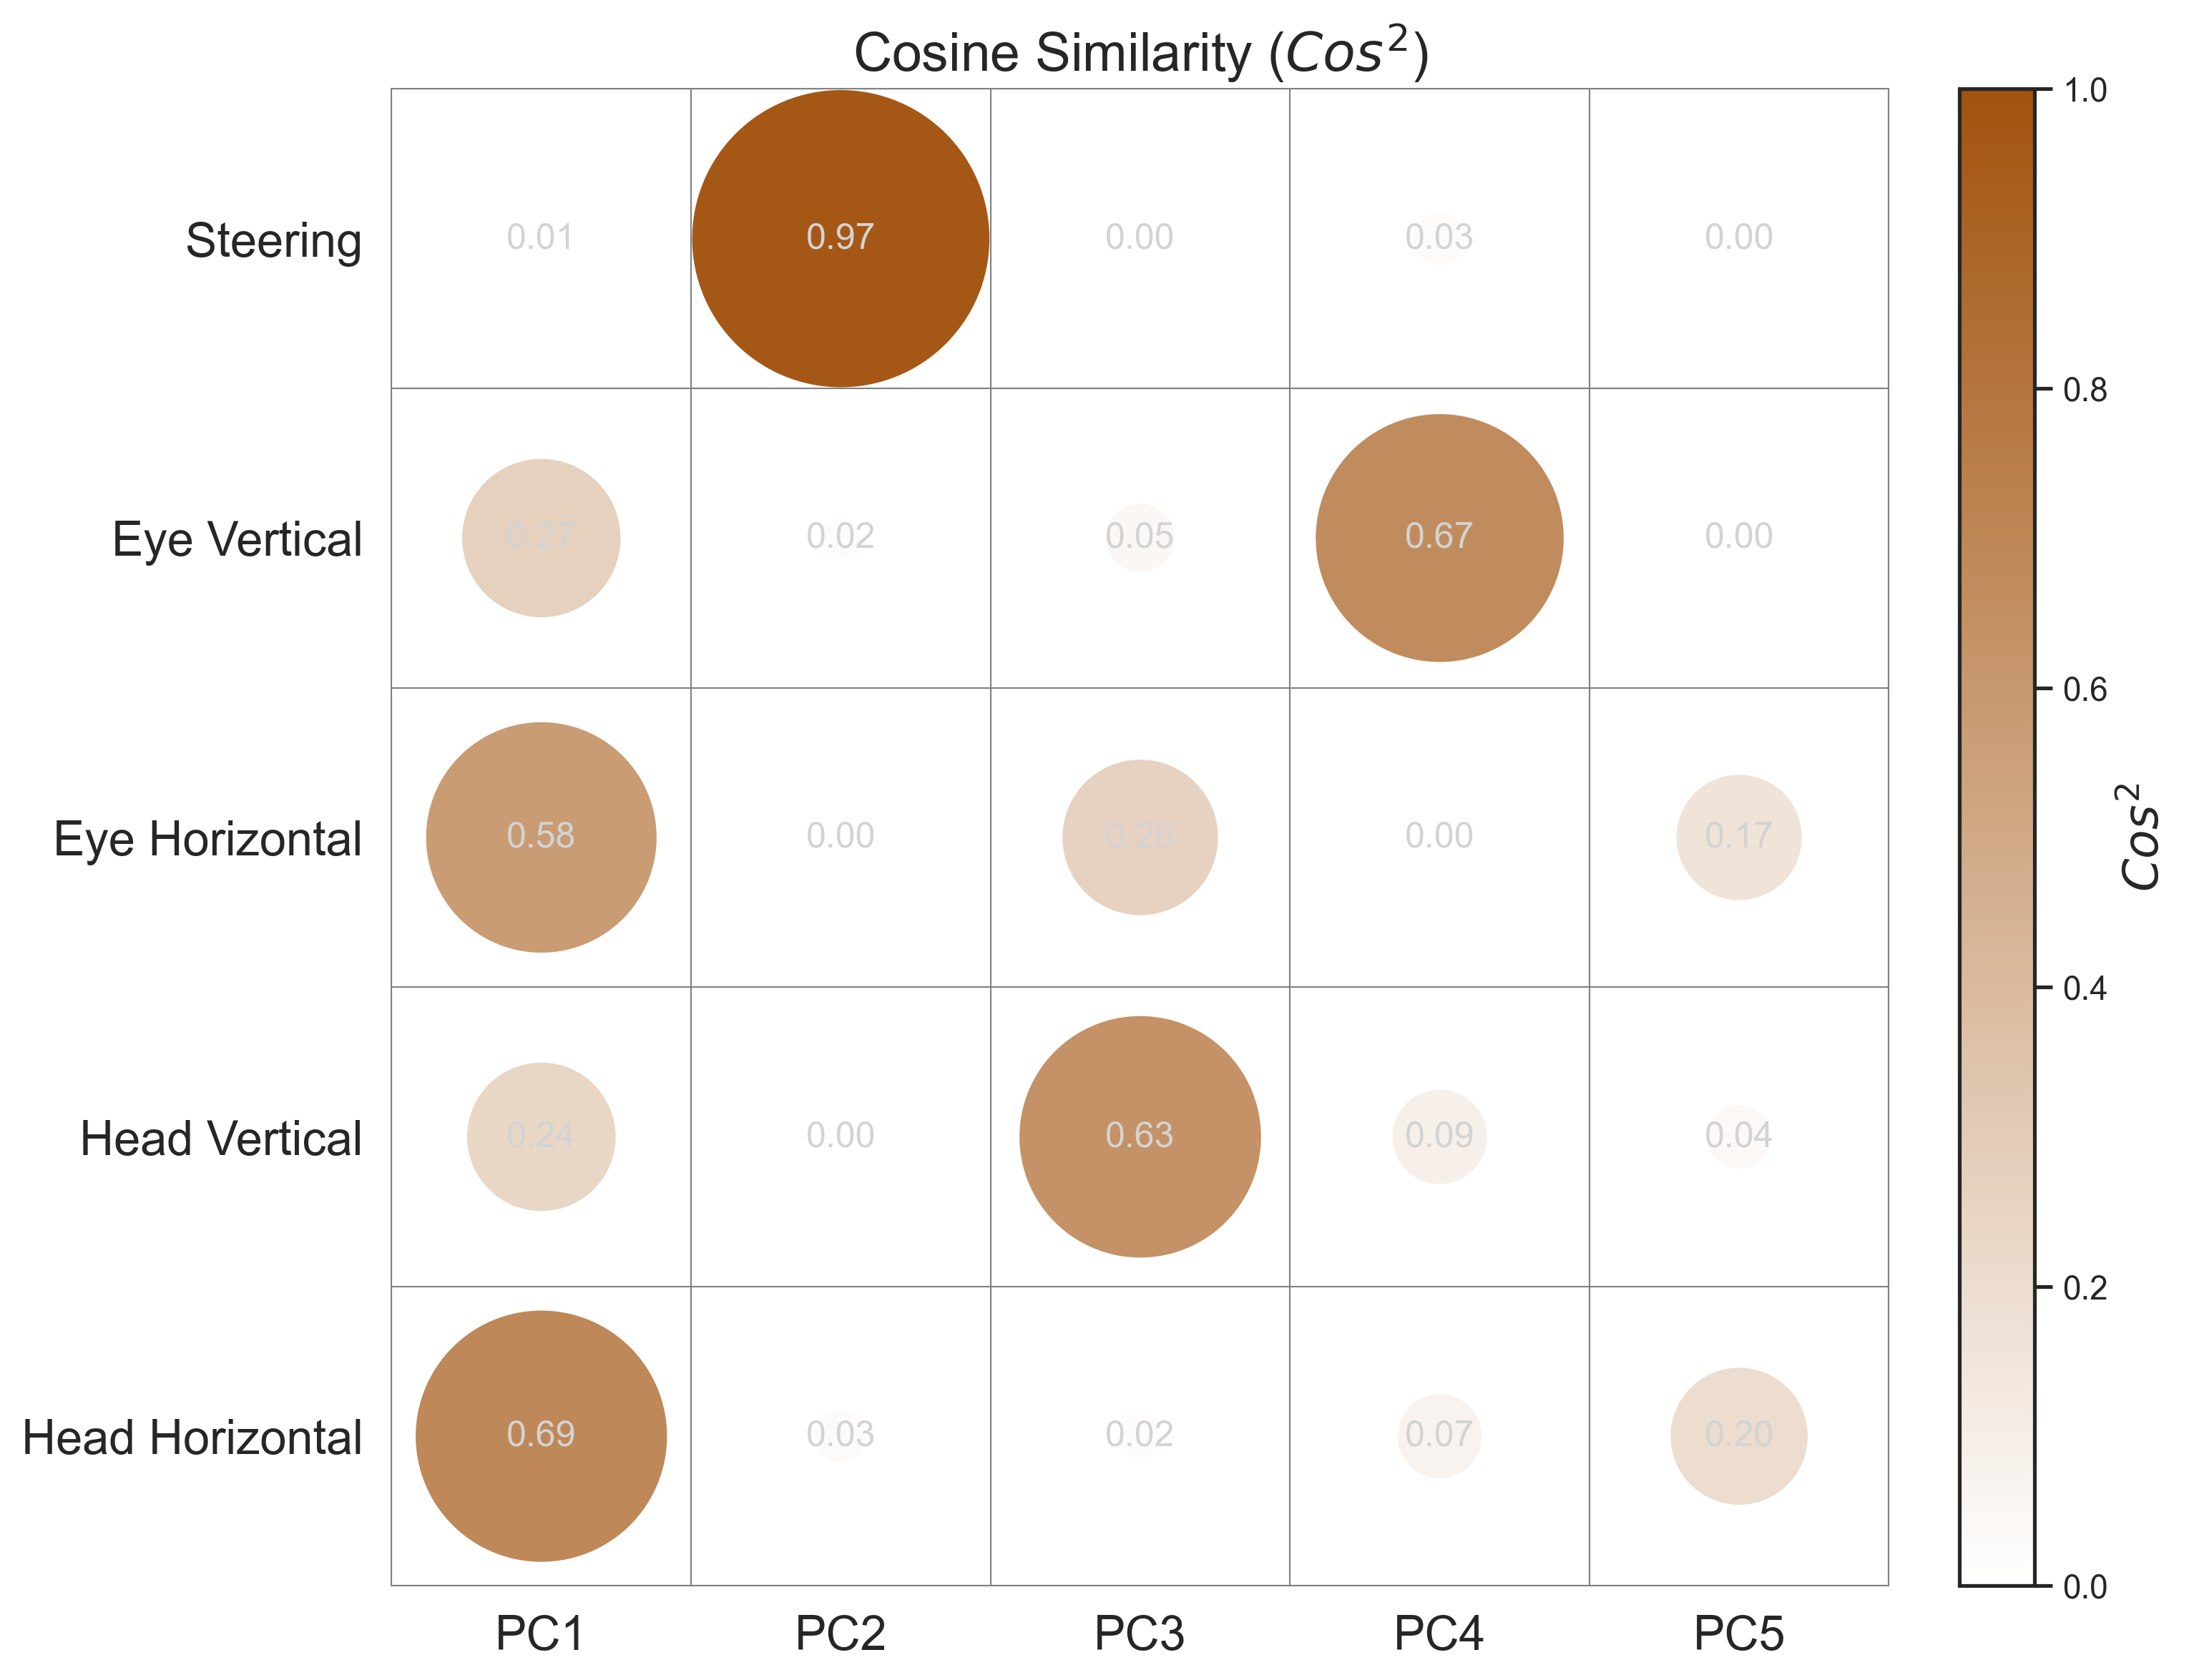 Cosine Similarity (Cos²)
Steering 0.01 0.97 0.00 0.03 0.00
Eye Vertical 0.27 0.02 0.05 0.67 0.00
Eye Horizontal 0.58 0.00 0.26 0.00 0.17
Head Vertical 0.24 0.00 0.63 0.09 0.04
Head Horizontal 0.69 0.03 0.02 0.07 0.20
PC1 PC2 PC3 PC4 PC5
1.0
0.8
0.6
0.4
0.2
0.0
Cos²